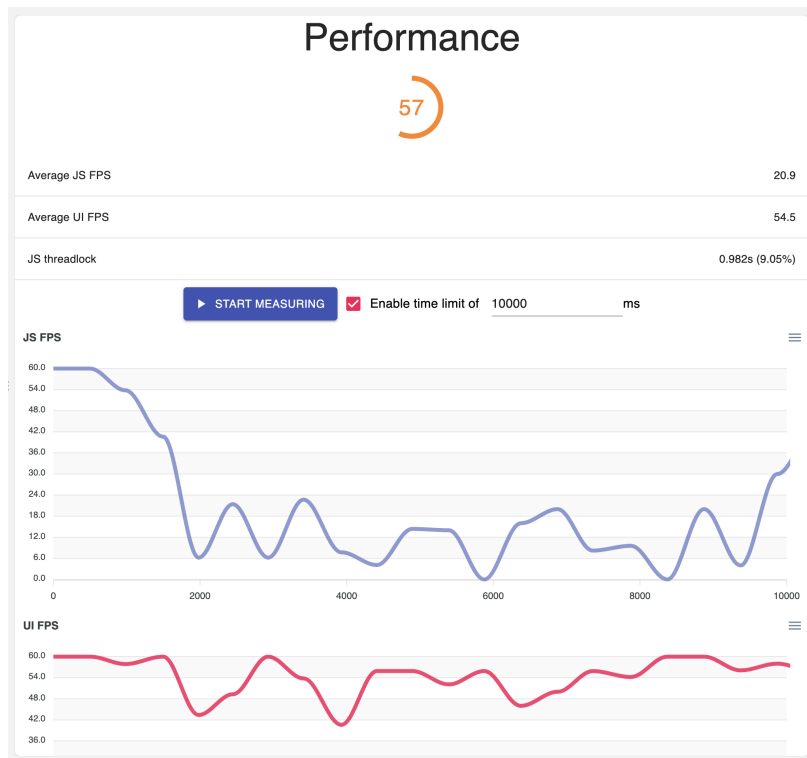 Performance
57
Average JS FPS 20.9
Average UI FPS 54.5
JS threadlock 0.982s (9.05%)
START MEASURING Enable time limit of 10000 ms
JS FPS
60.0
54.0
48.0
42.0
36.0
30.0
24.0
18.0
12.0
6.0
0.0
0 2000 4000 6000 8000 10000
UI FPS
60.0
54.0
48.0
42.0
36.0